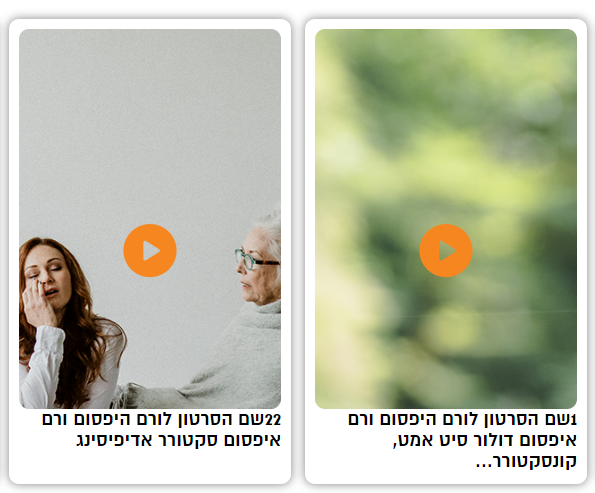 1שם הסרטון לורם היפסום ורם
איפסום דולור סיט אמט,
קונסקטורר...
22שם הסרטון לורם היפסום ורם
איפסום סקטורר אדיפיסינג